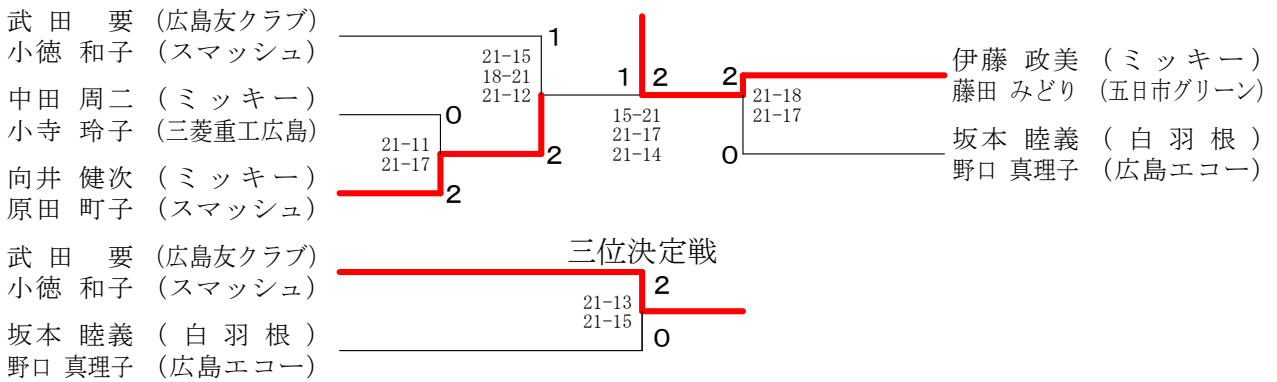 武 田　要 (広島友クラブ)
小徳 和子 (スマッシュ)
中田 周二 (ミッキー)
小寺 玲子 (三菱重工広島)
向井 健次 (ミッキー)
原田 町子 (スマッシュ)
1
21-15
18-21
21-12
0
21-11
21-17
2
2
1 2
15-21
21-17
21-14
2
21-18
21-17
0
伊藤 政美 (ミッキー)
藤田 みどり (五日市グリーン)
坂本 睦義 (白羽根)
野口 真理子 (広島エコー)
三位決定戦
武 田　要 (広島友クラブ)
小徳 和子 (スマッシュ)
坂本 睦義 (白羽根)
野口 真理子 (広島エコー)
2
21-13
21-15
0